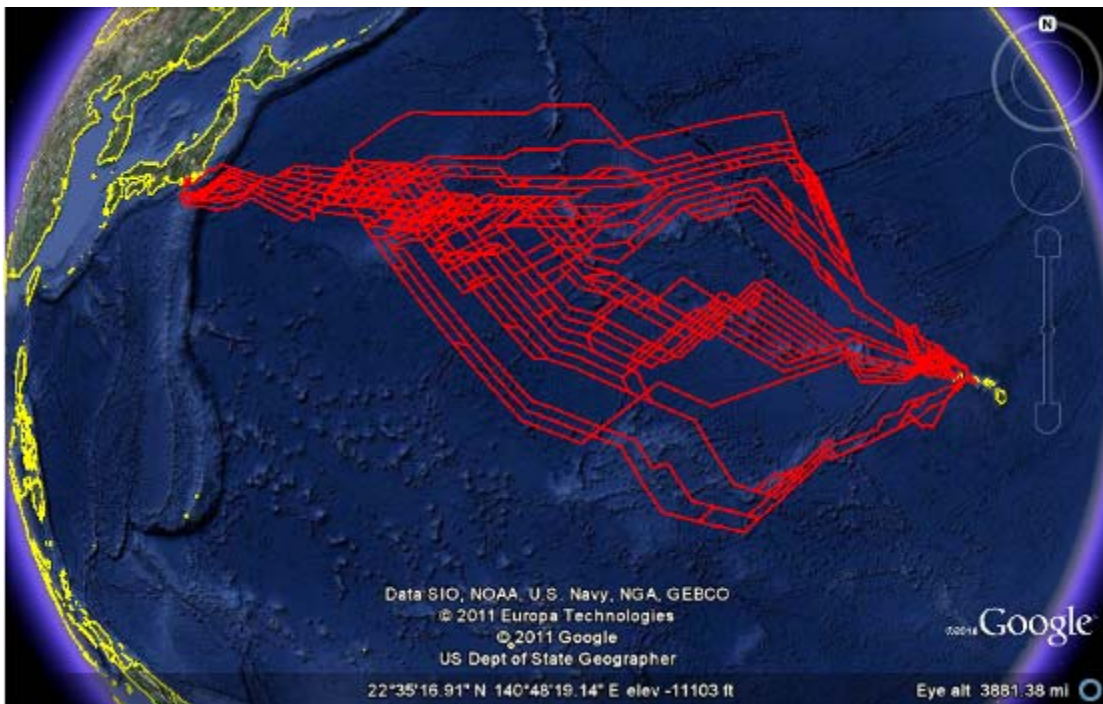 N
Data SIO, NOAA, U.S. Navy, NGA, GEBCO
© 2011 Europa Technologies
© 2011 Google
US Dept of State Geographer
©2010 Google
22°35'16.91" N 140°48'19.14" E elev -11103 ft Eye alt 3881.38 mi